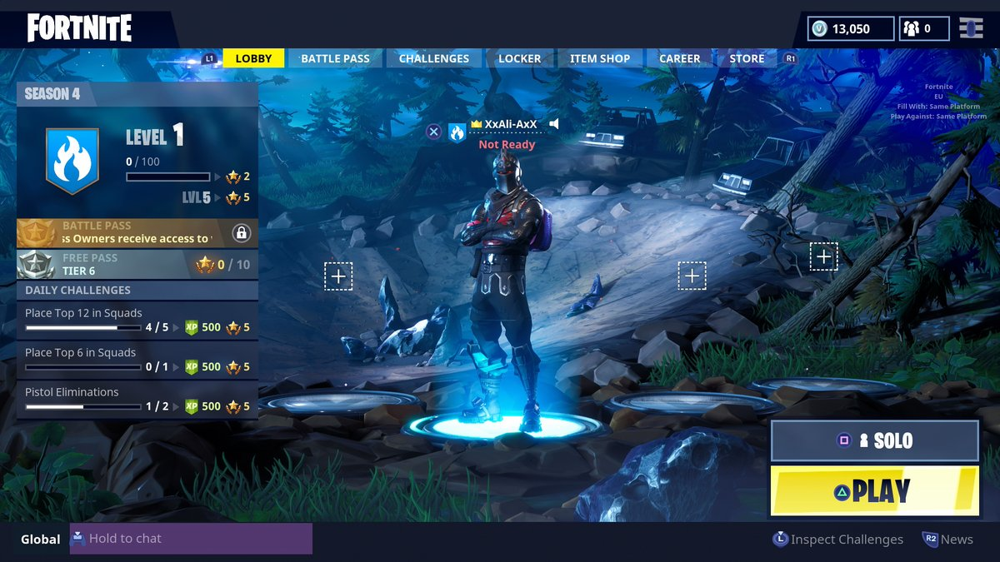 FORTNITE
13,050
0
L1
LOBBY
BATTLE PASS
CHALLENGES
LOCKER
ITEM SHOP
CAREER
STORE
R1
SEASON 4
LEVEL 1
0 / 100
2
LVL 5
5
BATTLE PASS
ss Owners receive access to
FREE PASS
TIER 6
0 / 10
DAILY CHALLENGES
Place Top 12 in Squads
4 / 5 XP 500 5
Place Top 6 in Squads
0 / 1 XP 500 5
Pistol Eliminations
1 / 2 XP 500 5
Fortnite
EU
Fill With: Same Platform
Play Against: Same Platform
XxAli-AxX
Not Ready
SOLO
PLAY
Global
Hold to chat
L Inspect Challenges
R2 News